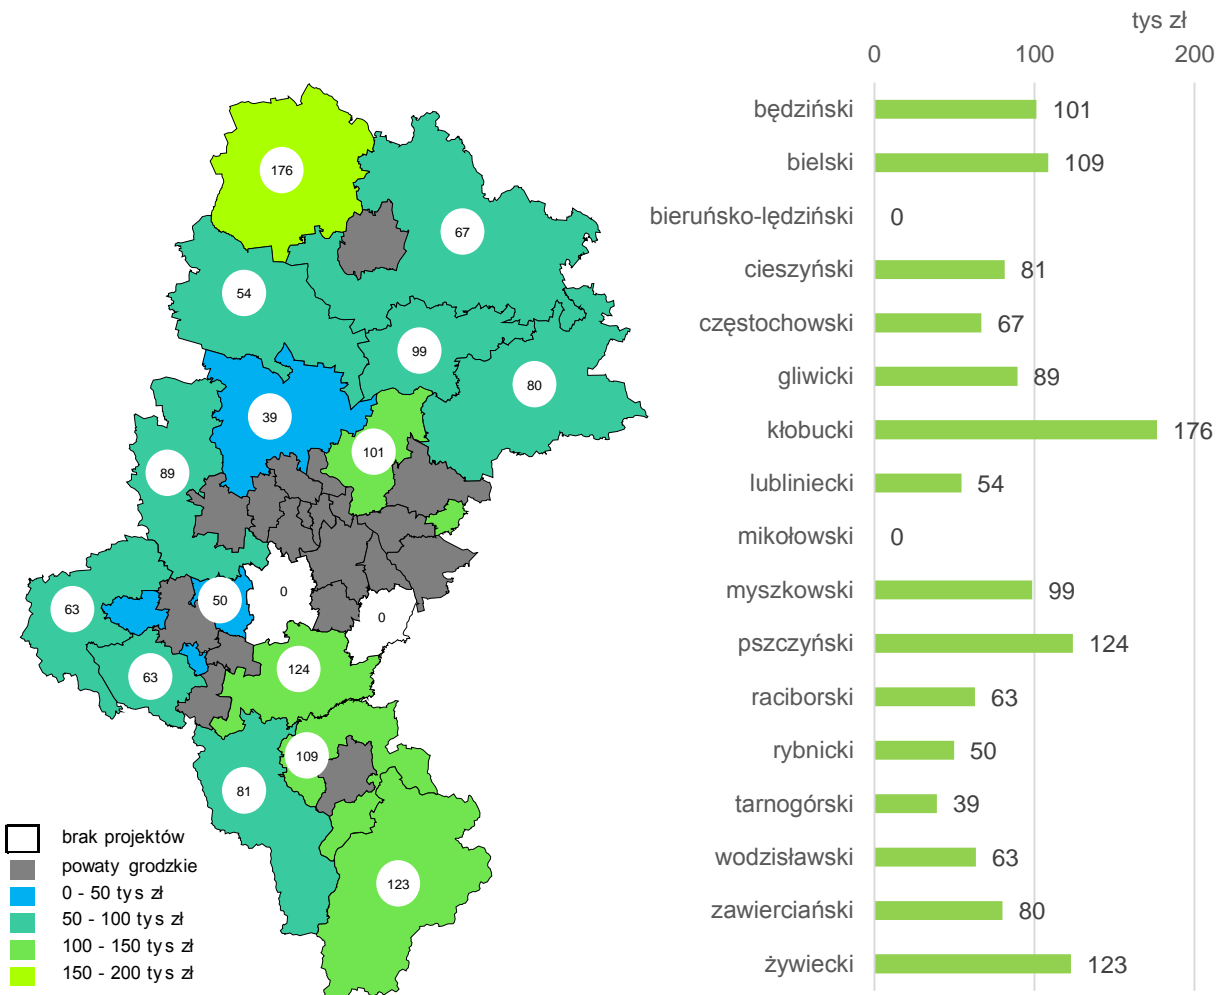 tys zł
0 100 200
176
67
54
99
80
39
101
89
0
50
63
0
124
63
109
81
123
brak projektów
powaty grodzkie
0 - 50 tys zł
50 - 100 tys zł
100 - 150 tys zł
150 - 200 tys zł
będziński 101
bielski 109
bieruńsko-lędziński 0
cieszyński 81
częstochowski 67
gliwicki 89
kłobucki 176
lubliniecki 54
mikołowski 0
myszkowski 99
pszczyński 124
raciborski 63
rybnicki 50
tarnogórski 39
wodzisławski 63
zawierciański 80
żywiecki 123